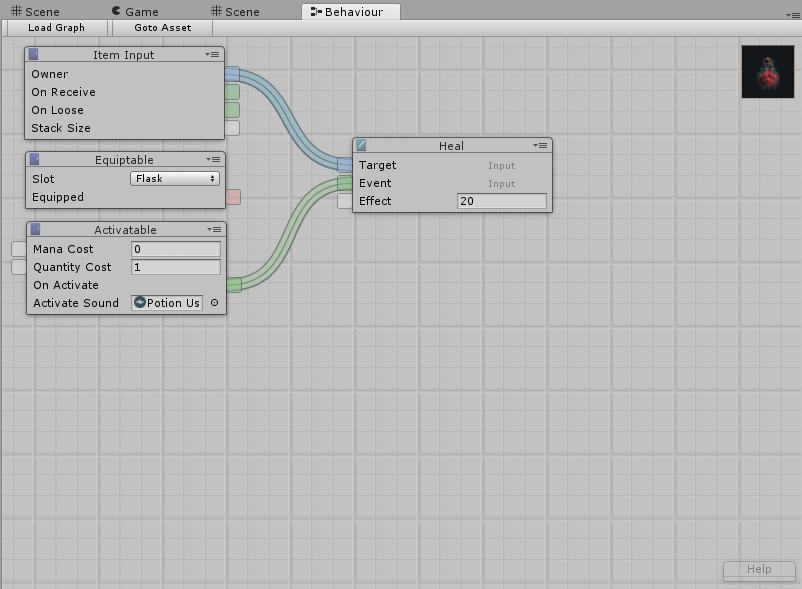 Scene Game Scene Behaviour
Load Graph Goto Asset
Item Input
Owner
On Receive
On Loose
Stack Size
Equiptable
Slot Flask
Equipped
Activatable
Mana Cost 0
Quantity Cost 1
On Activate
Activate Sound Potion Us
Heal
Target Input
Event Input
Effect 20
Help